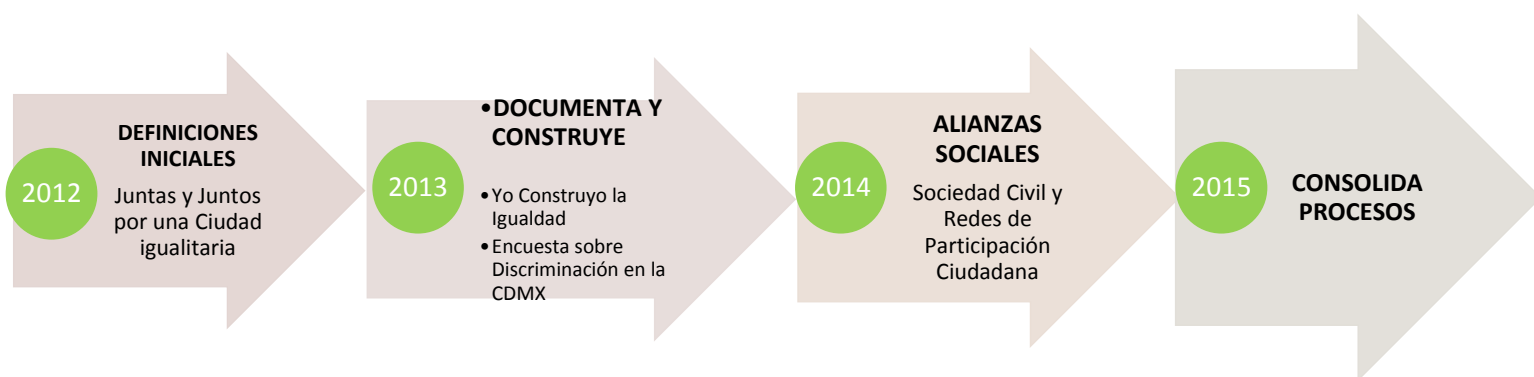 2012
DEFINICIONES
INICIALES
Juntas y Juntos
por una Ciudad
igualitaria
2013
•DOCUMENTA Y
CONSTRUYE
•Yo Construyo la
Igualdad
•Encuesta sobre
Discriminación en la
CDMX
2014
ALIANZAS
SOCIALES
Sociedad Civil y
Redes de
Participación
Ciudadana
2015
CONSOLIDA
PROCESOS